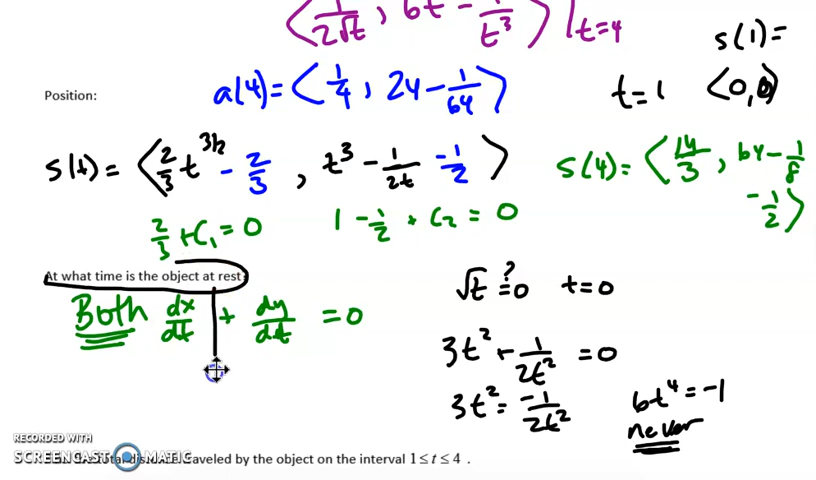 ⟨ 1/(2√t) , 6t − 1/t³ ⟩ |t=4
s(1)=
Position:
a(4)=⟨ 1/4 , 24 − 1/64 ⟩
t=1 ⟨0,0⟩
s(t) = ⟨ 2/3 t^3/2 − 2/3 , t³ − 1/2t − 1/2 ⟩
s(4) = ⟨ 14/3 , 64 − 1/8 − 1/2 ⟩
2/3 + C₁ = 0
1 − 1/2 + C₂ = 0
At what time is the object at rest
√t ?= 0 t=0
Both dx/dt + dy/dt = 0
3t² + 1/2t² = 0
3t² = −1/2t²
6t⁴ = −1
never
RECORDED WITH
SCREENCAST MATIC
traveled by the object on the interval 1 ≤ t ≤ 4 .